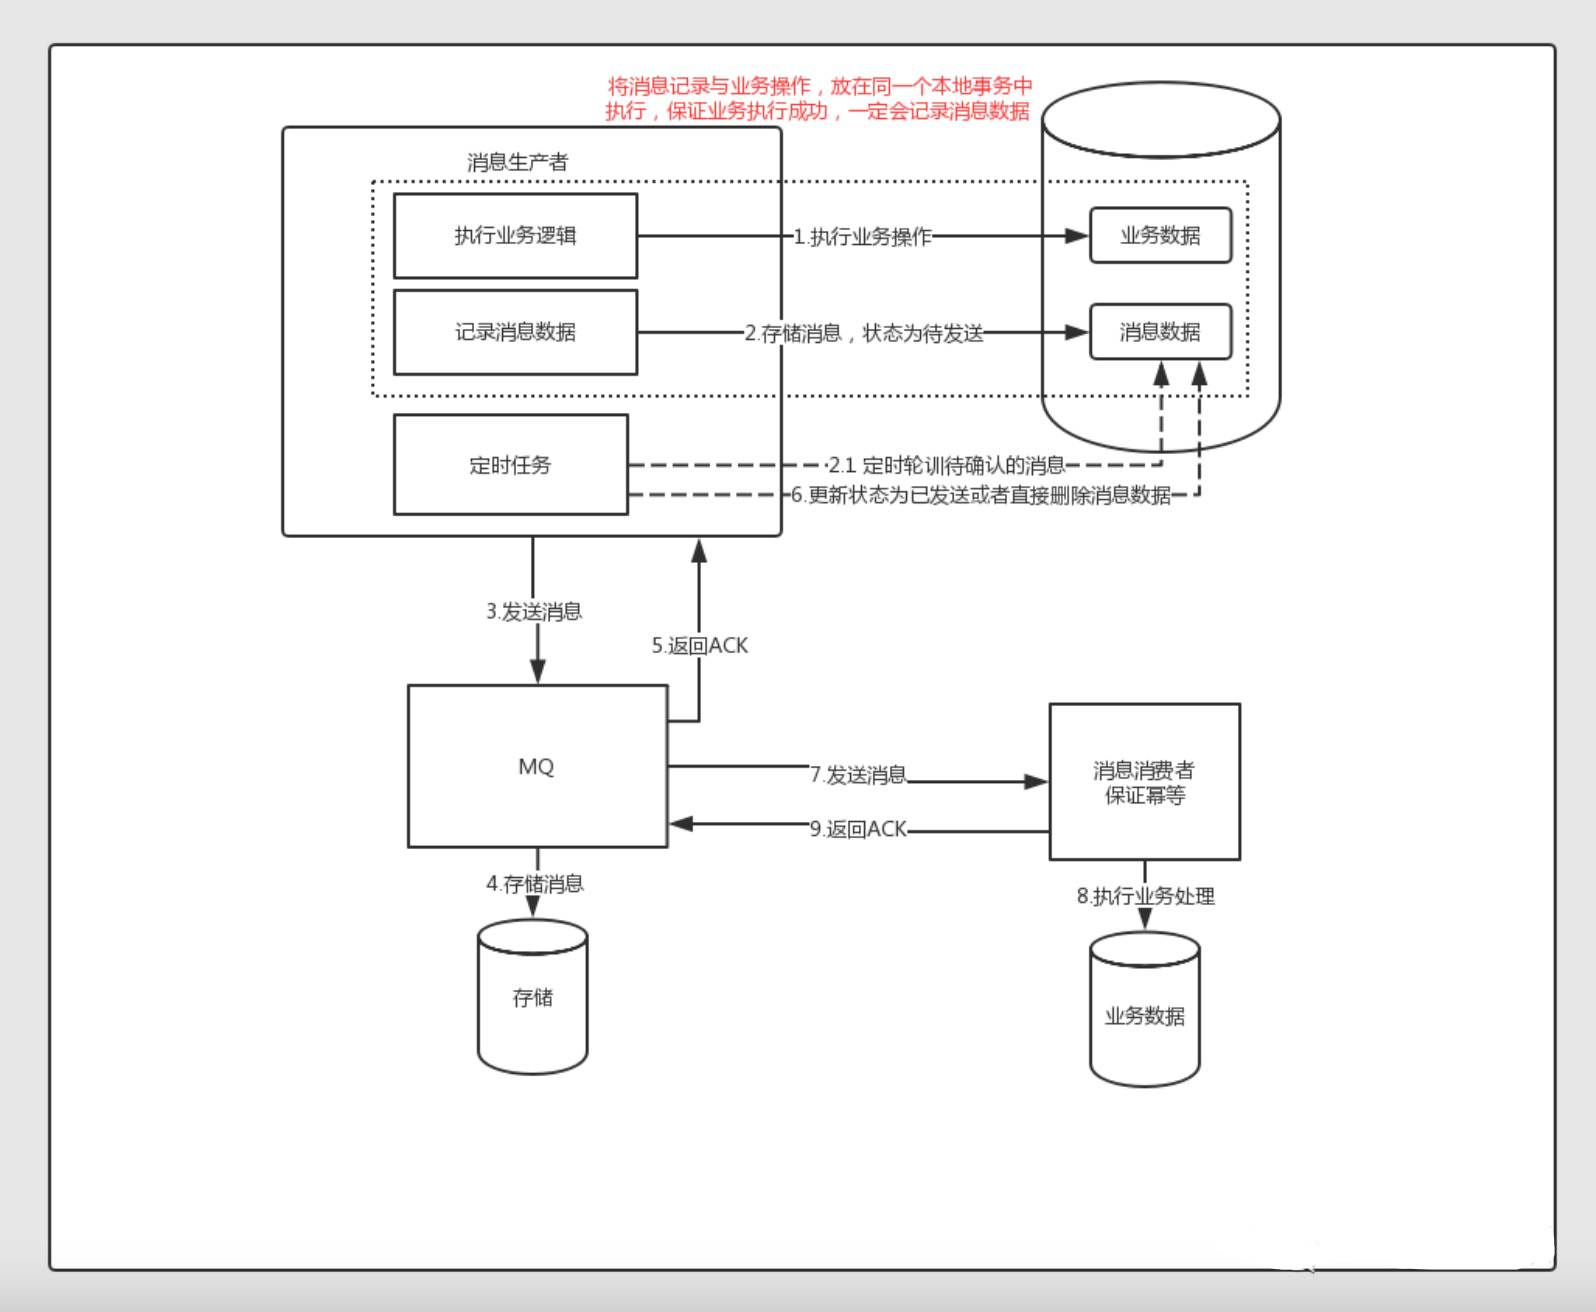 将消息记录与业务操作，放在同一个本地事务中
执行，保证业务执行成功，一定会记录消息数据
消息生产者
执行业务逻辑
1.执行业务操作
业务数据
记录消息数据
2.存储消息，状态为待发送
消息数据
定时任务
2.1 定时轮训待确认的消息
6.更新状态为已发送或者直接删除消息数据
3.发送消息
5.返回ACK
MQ
7.发送消息
消息消费者
保证幂等
9.返回ACK
4.存储消息
8.执行业务处理
存储
业务数据